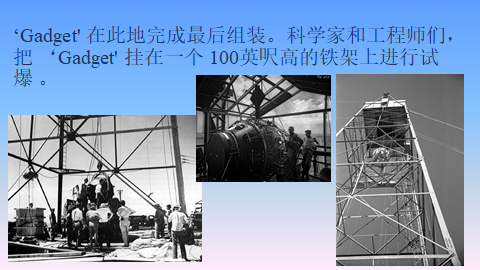 ‘Gadget' 在此地完成最后组装。科学家和工程师们，
把 ‘Gadget' 挂在一个 100英呎高的铁架上进行试
爆 。